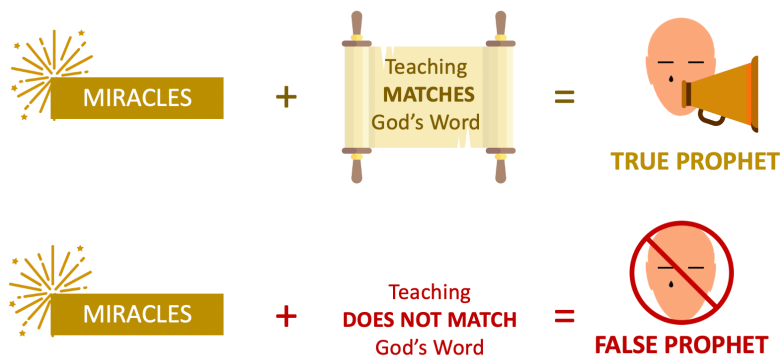 MIRACLES
+
Teaching
MATCHES
God's Word
=
TRUE PROPHET
MIRACLES
+
Teaching
DOES NOT MATCH
God's Word
=
FALSE PROPHET